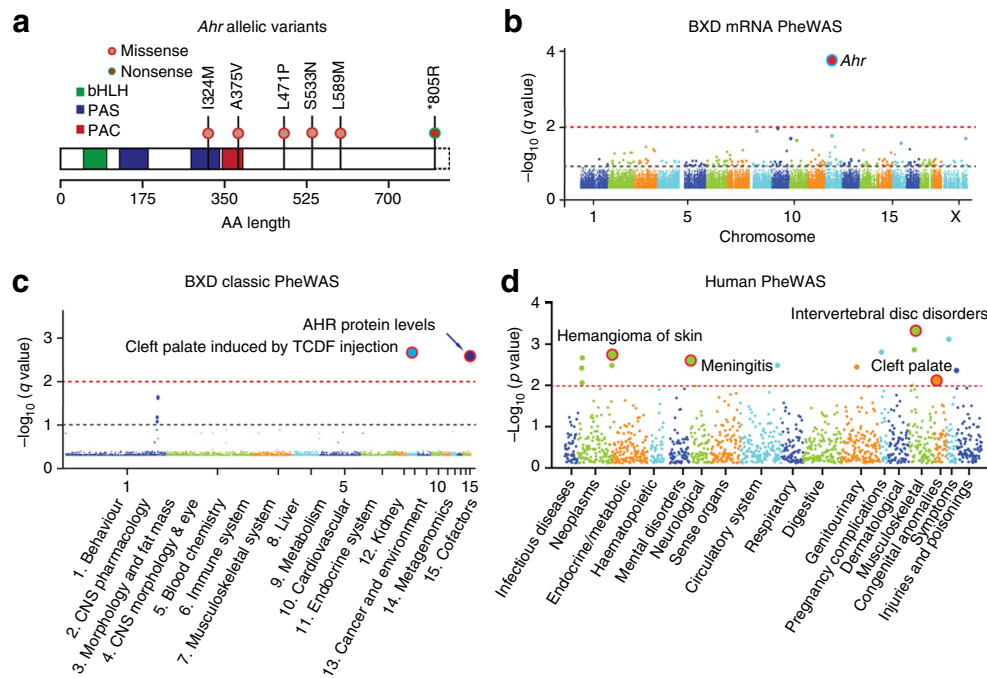 a
Ahr allelic variants
Missense
Nonsense
bHLH
PAS
PAC
I324M
A375V
L471P
S533N
L589M
*805R
0 175 350 525 700
AA length
b
BXD mRNA PheWAS
–log10 (q value)
4
2
0
Ahr
1 5 10 15 X
Chromosome
c
BXD classic PheWAS
–log10 (q value)
3
2
1
0
AHR protein levels
Cleft palate induced by TCDF injection
1 5 10 15
1. Behaviour
2. CNS pharmacology
3. Morphology and fat mass
4. CNS morphology & eye
5. Blood chemistry
6. Immune system
7. Musculoskeletal system
8. Liver
9. Metabolism
10. Cardiovascular
11. Endocrine system
12. Kidney
13. Cancer and environment
14. Metagenomics
15. Cofactors
d
Human PheWAS
–Log10 (p value)
4
3
2
1
0
Intervertebral disc disorders
Hemangioma of skin
Meningitis
Cleft palate
Infectious diseases
Neoplasms
Endocrine/metabolic
Haematopoietic
Mental disorders
Neurological
Sense organs
Circulatory system
Respiratory
Digestive
Genitourinary
Pregnancy complications
Dermatological
Musculoskeletal
Congenital anomalies
Symptoms
Injuries and poisonings